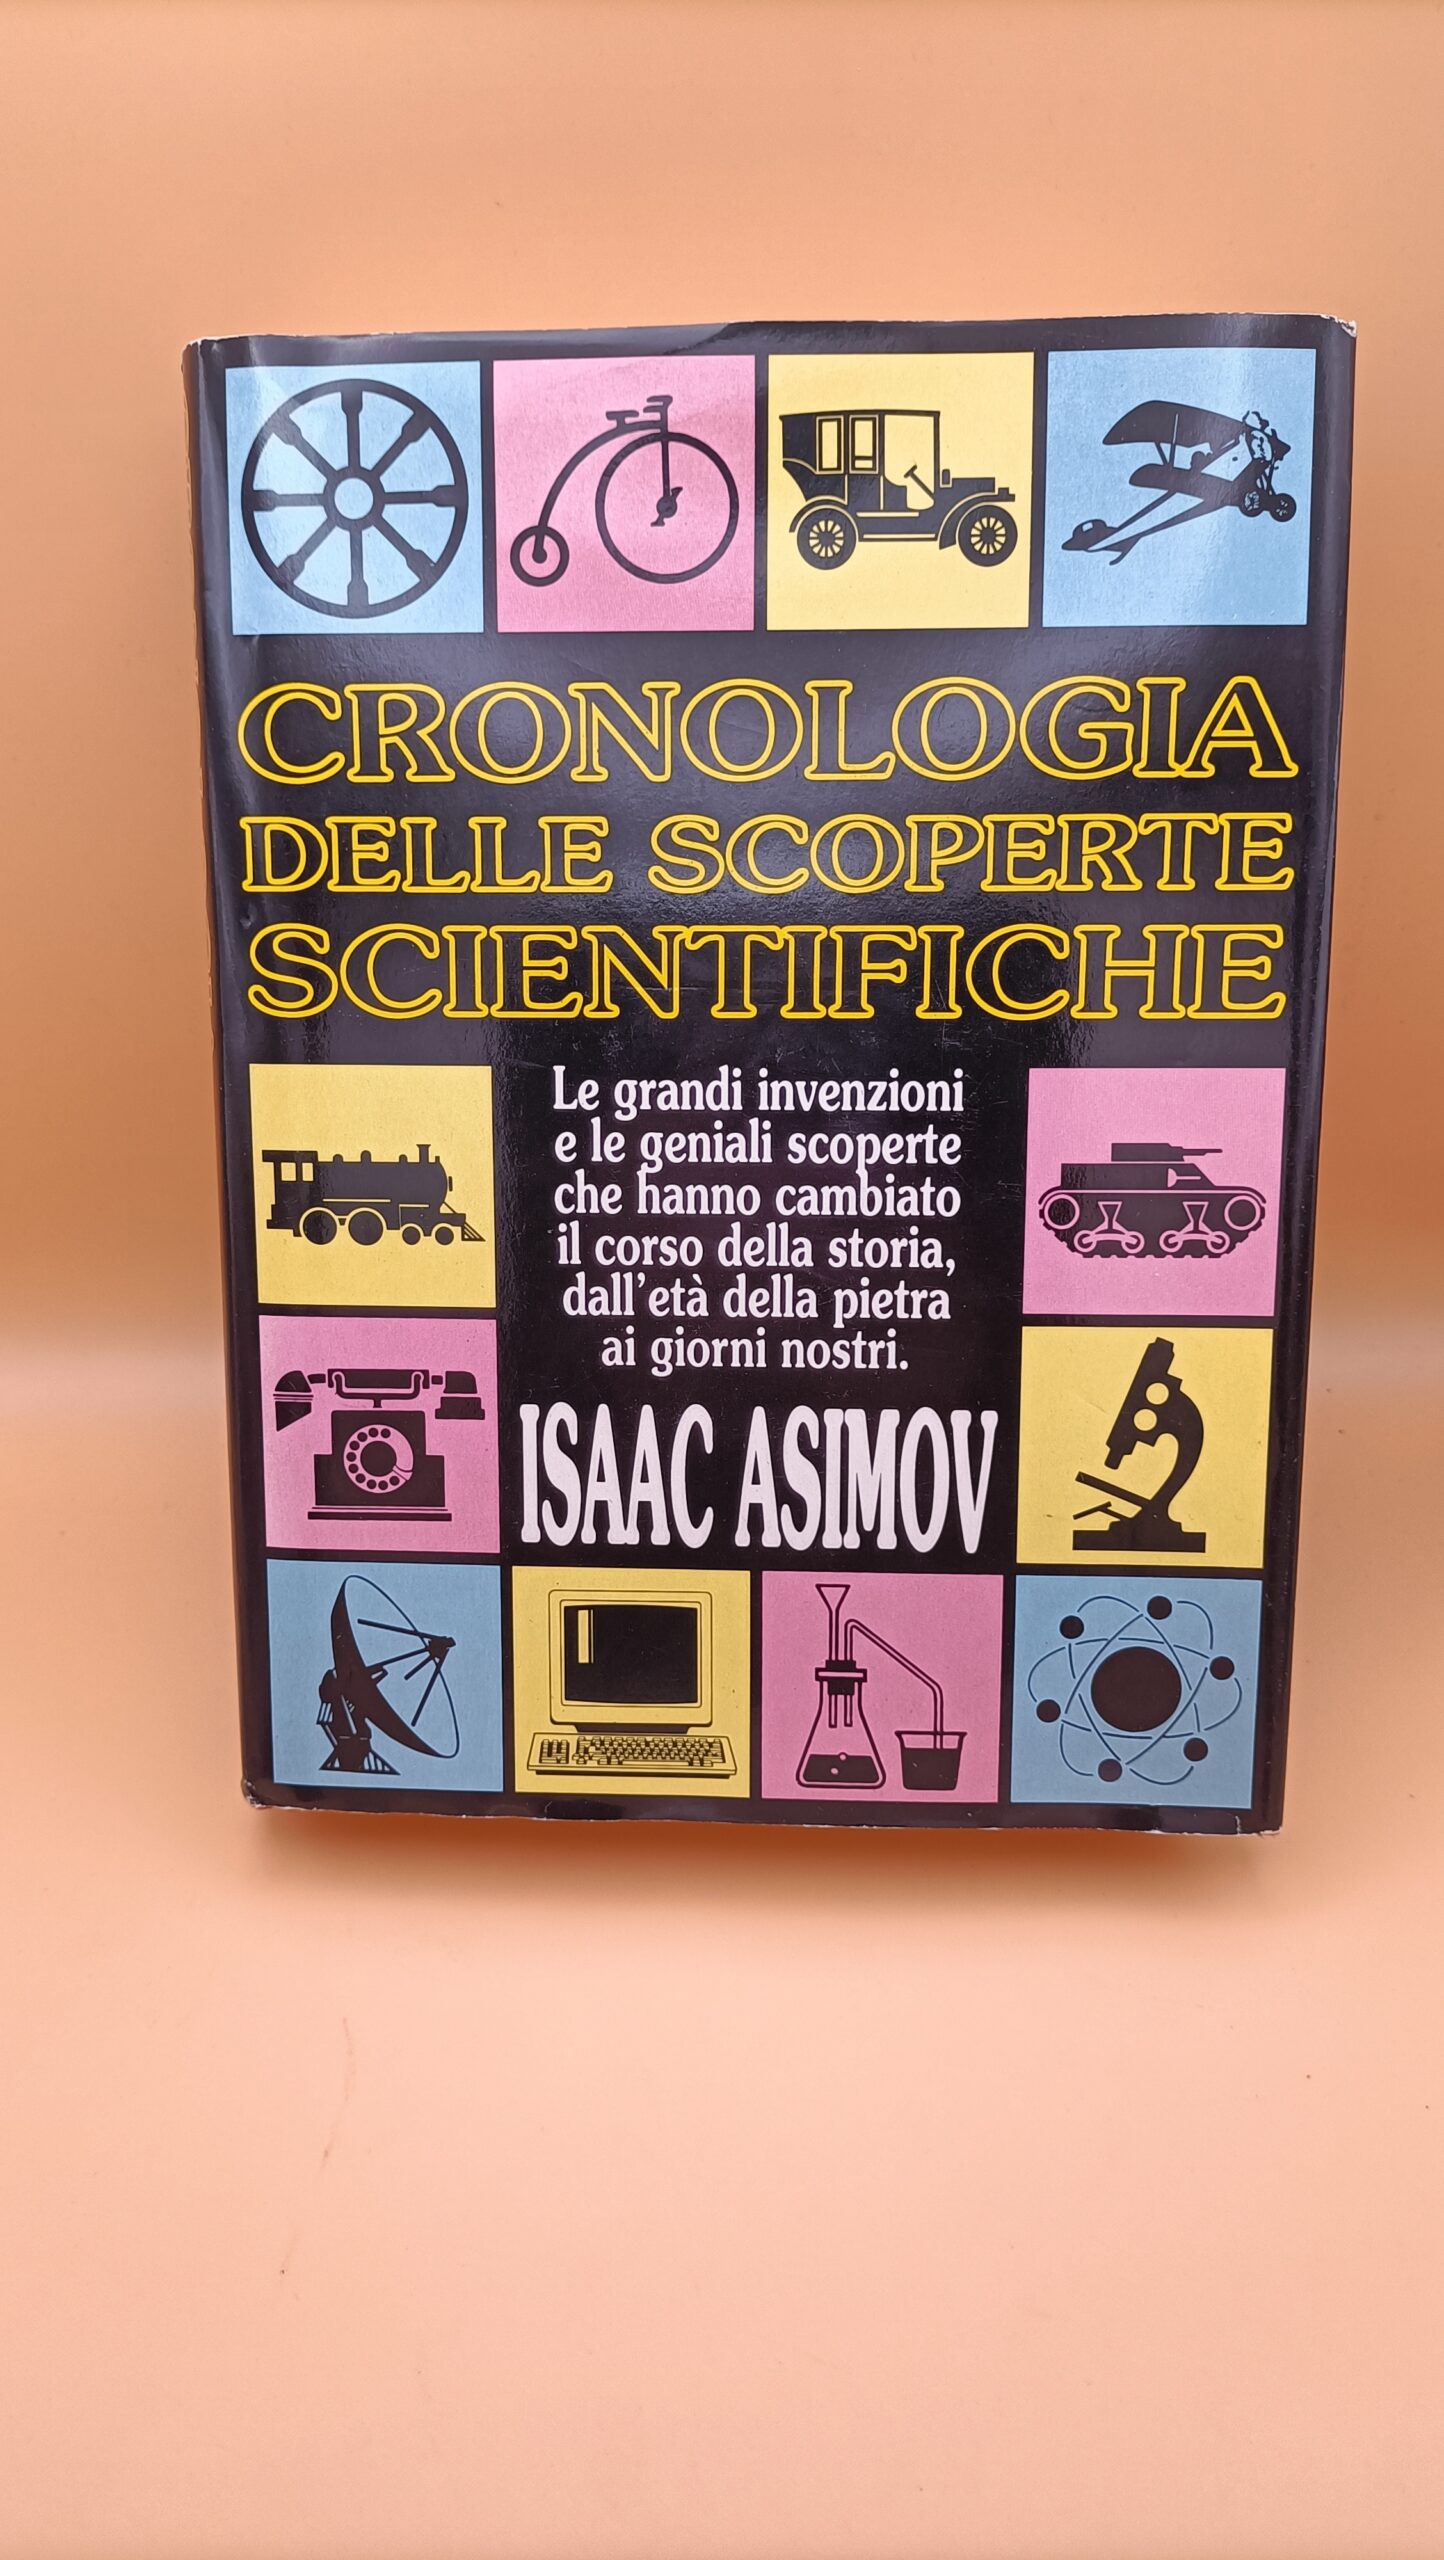 CRONOLOGIA
DELLE SCOPERTE
SCIENTIFICHE
Le grandi invenzioni
e le geniali scoperte
che hanno cambiato
il corso della storia,
dall'età della pietra
ai giorni nostri.
ISAAC ASIMOV